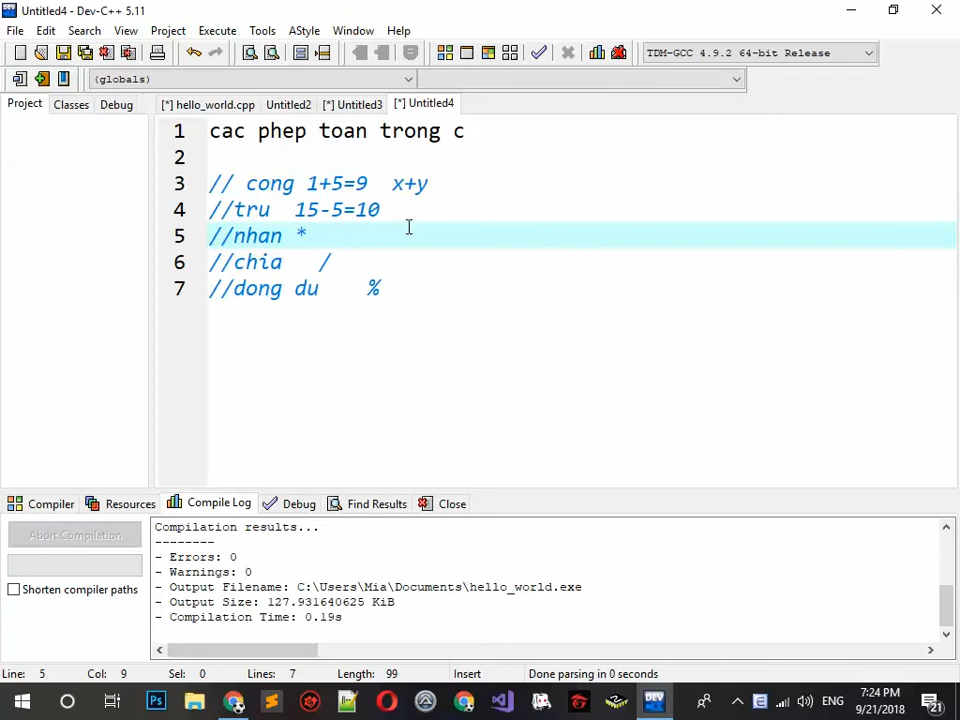 Untitled4 - Dev-C++ 5.11
File Edit Search View Project Execute Tools AStyle Window Help
TDM-GCC 4.9.2 64-bit Release
(globals)
Project Classes Debug [*] hello_world.cpp Untitled2 [*] Untitled3 [*] Untitled4
1 cac phep toan trong c
2
3 // cong 1+5=9 x+y
4 //tru 15-5=10
5 //nhan *
6 //chia /
7 //dong du %
Compiler Resources Compile Log Debug Find Results Close
Abort Compilation
Shorten compiler paths
Compilation results...
--------
- Errors: 0
- Warnings: 0
- Output Filename: C:\Users\Mia\Documents\hello_world.exe
- Output Size: 127.931640625 KiB
- Compilation Time: 0.19s
Line: 5 Col: 9 Sel: 0 Lines: 7 Length: 99 Insert Done parsing in 0 seconds
Ps ENG 7:24 PM
9/21/2018 21